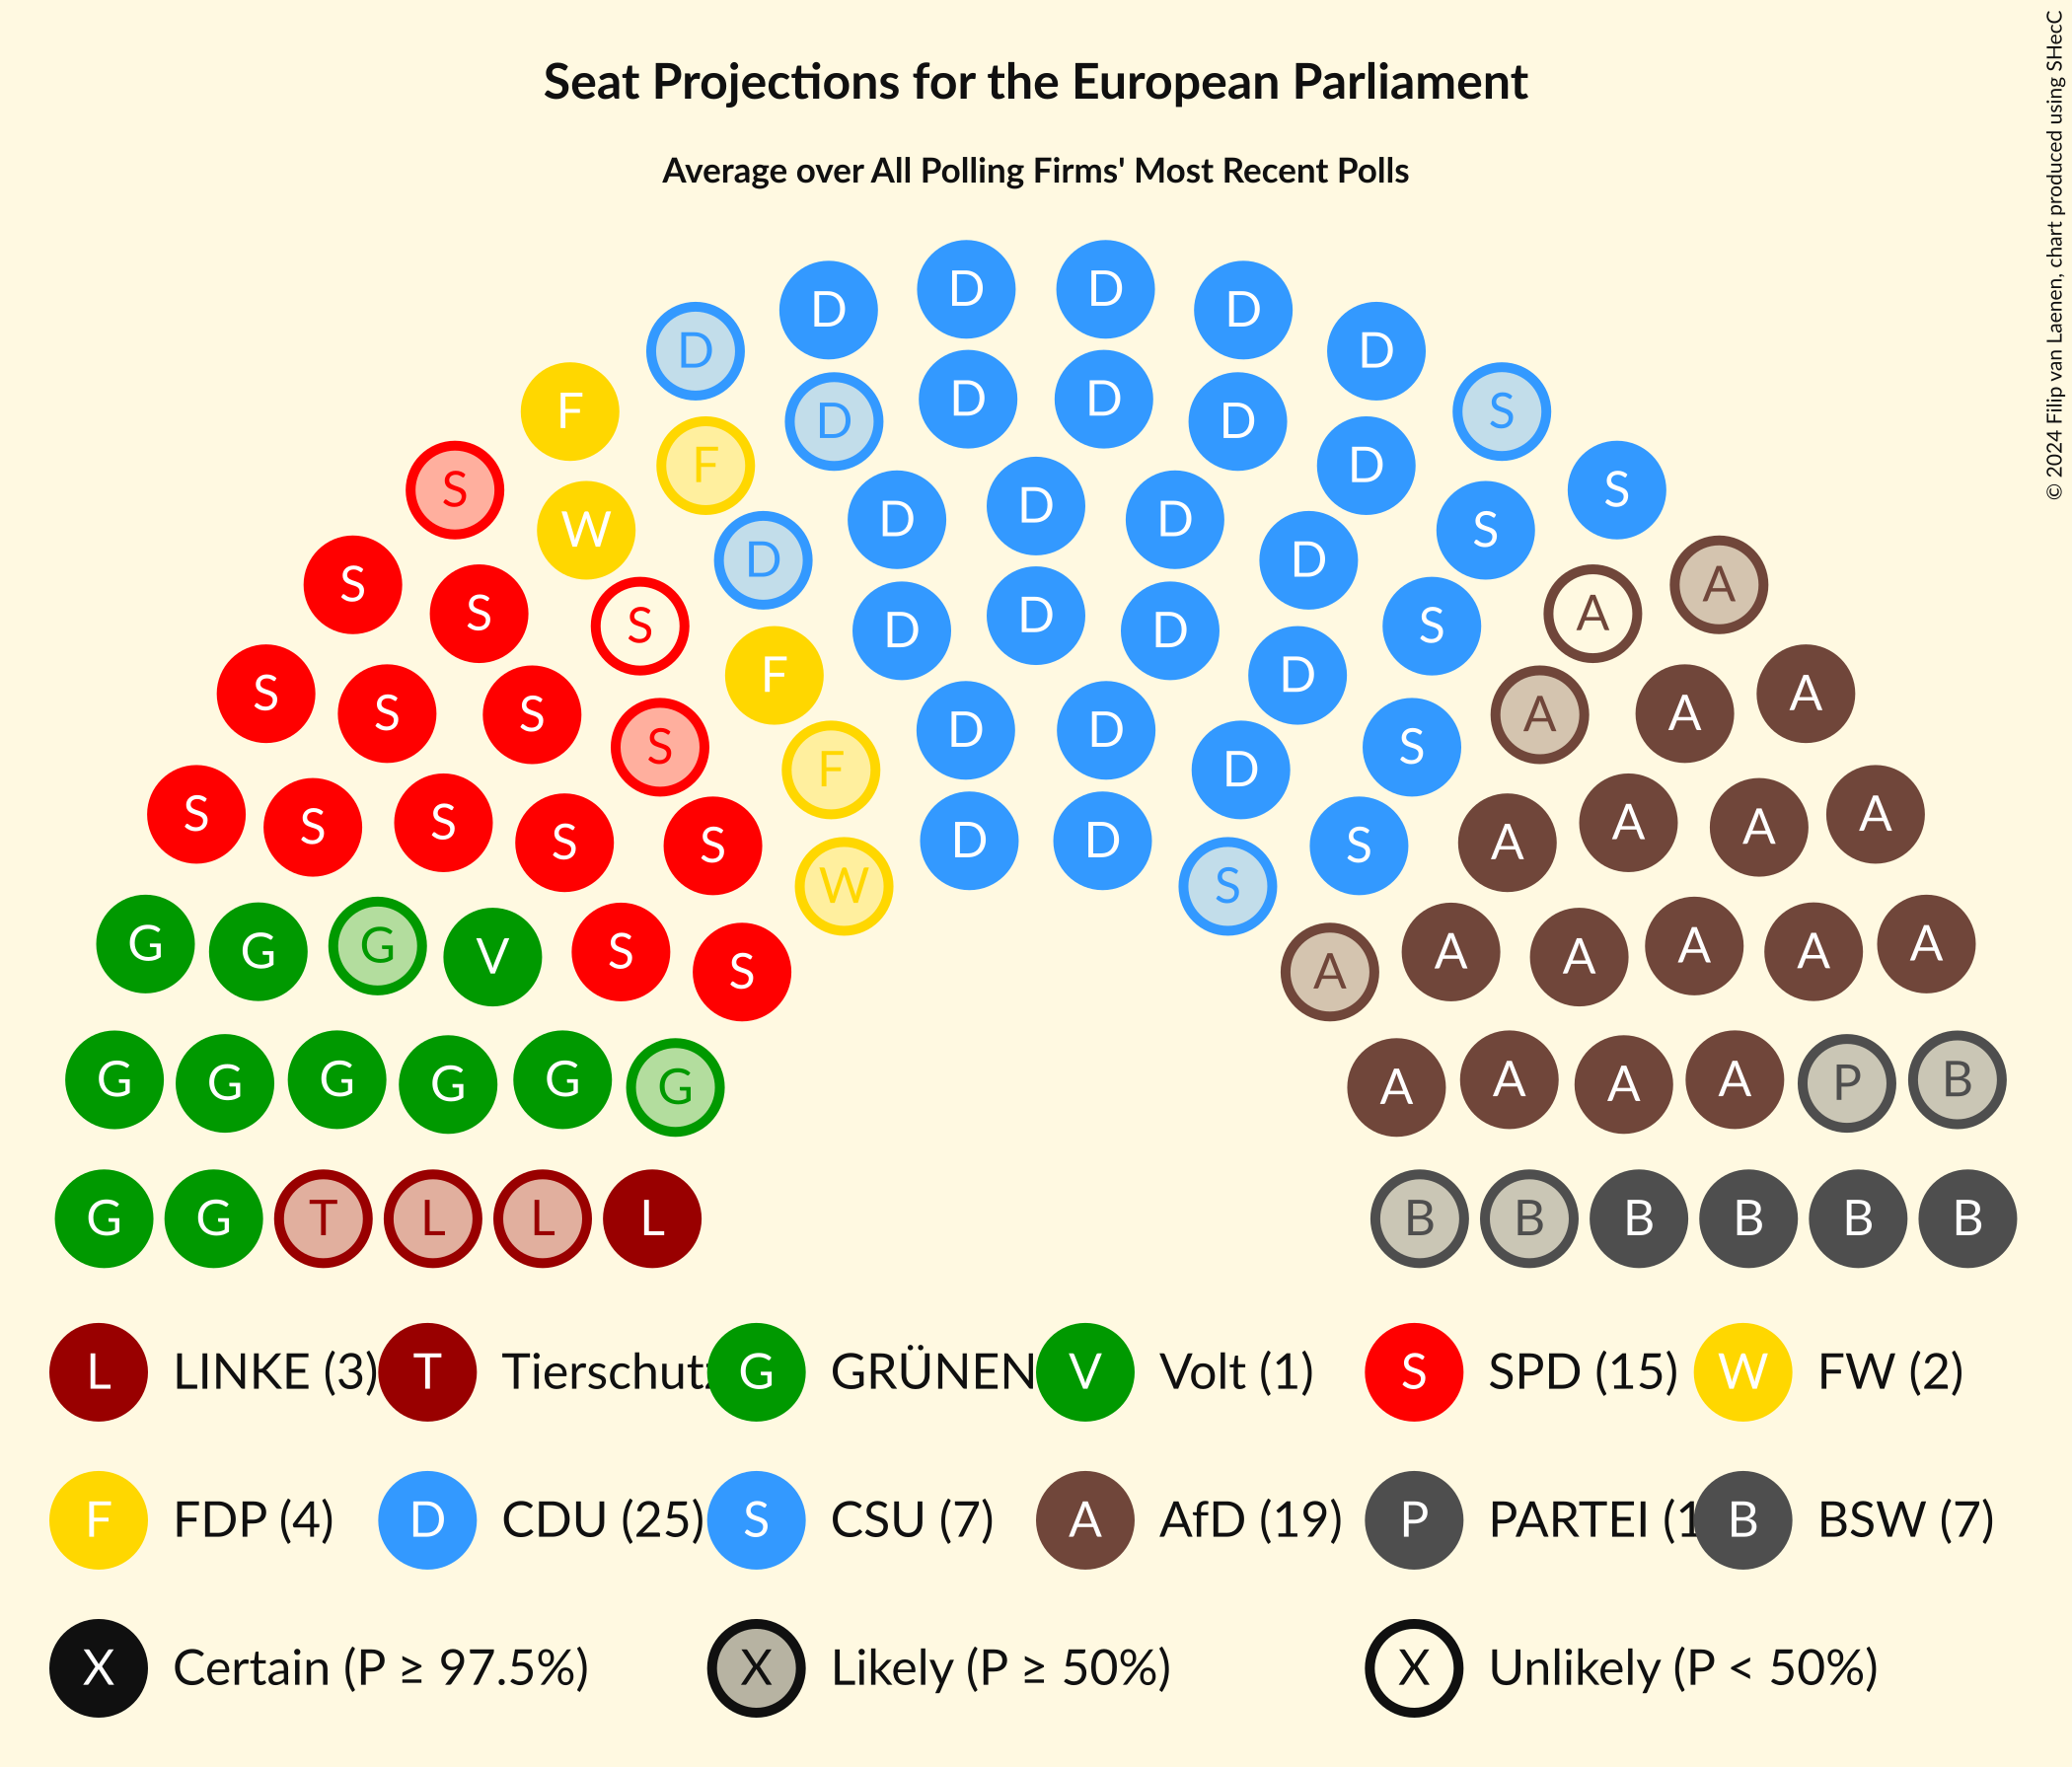 Seat Projections for the European Parliament
Average over All Polling Firms' Most Recent Polls
© 2024 Filip van Laenen, chart produced using SHecC
D D D D
D D
F S
D D D D
S F D S
D D D
W S
D D
S A
D D D
S S S S A
F D
S A A
S S A
D D D
S S
F D
S A
S S A A
S S A A
D D
W S
G G G V S S A A A A A A
G G G G G G A A A A P B
G G T L L L B B B B B B
L LINKE (3) T Tierschutz G GRÜNEN V Volt (1) S SPD (15) W FW (2)
F FDP (4) D CDU (25) S CSU (7) A AfD (19) P PARTEI (1 B BSW (7)
X Certain (P ≥ 97.5%) X Likely (P ≥ 50%) X Unlikely (P < 50%)